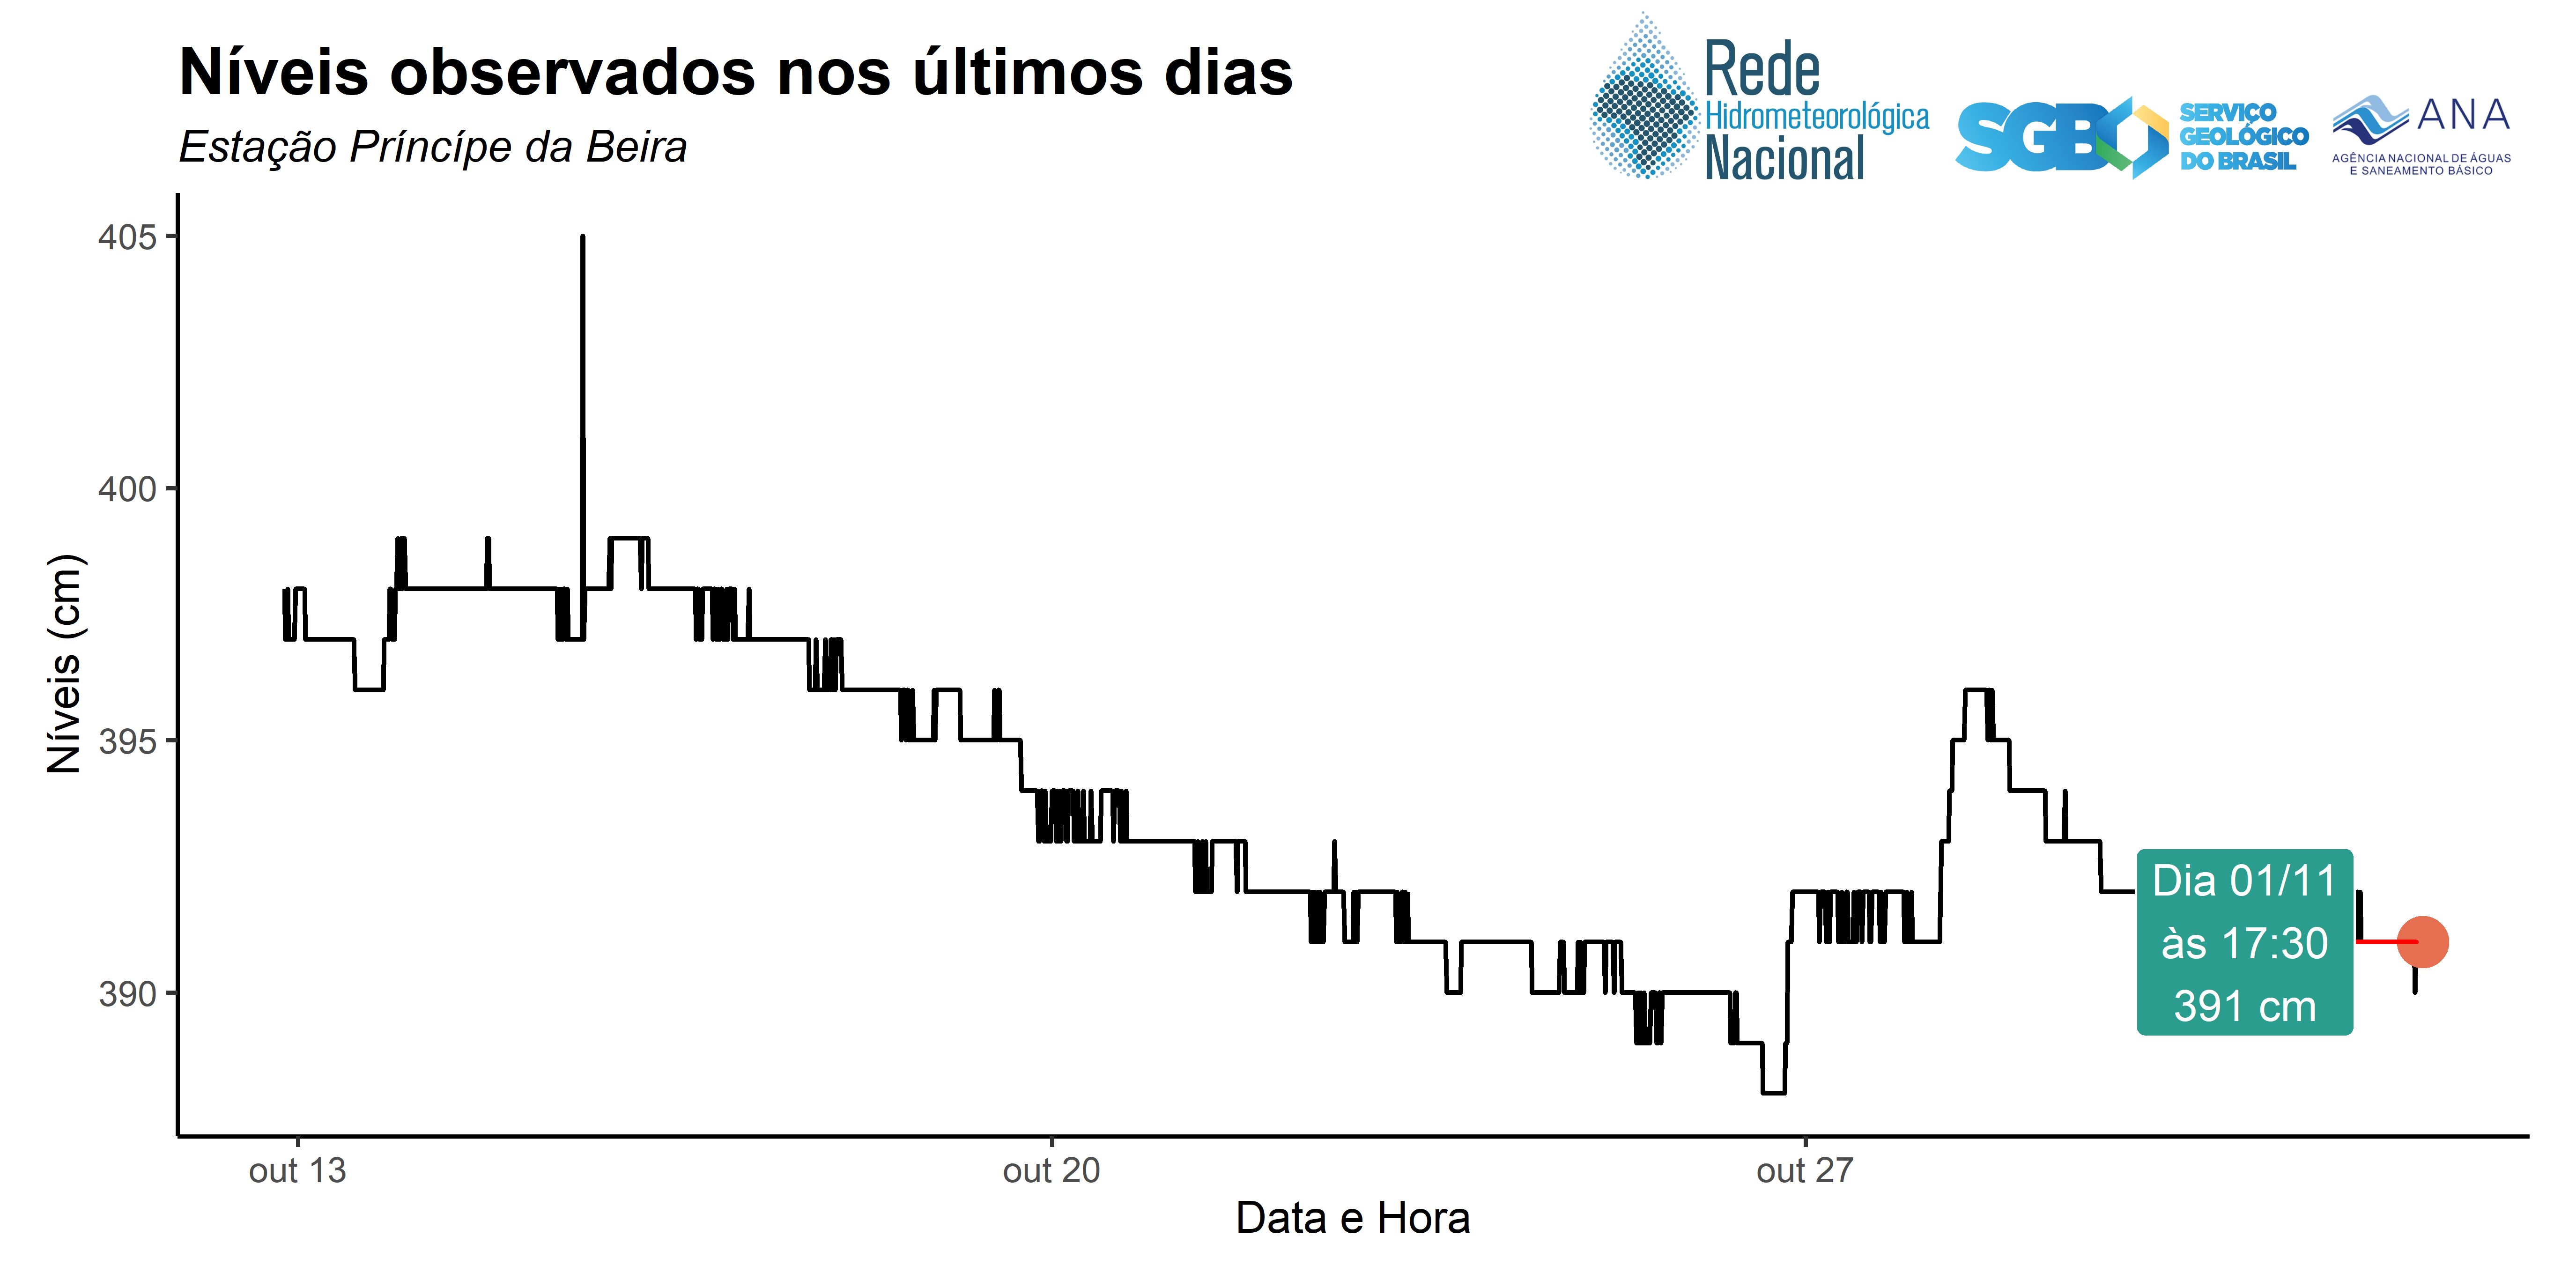 Níveis observados nos últimos dias
Estação Príncípe da Beira
Rede
Hidrometeorológica
Nacional
SGB
SERVIÇO
GEOLÓGICO
DO BRASIL
ANA
AGÊNCIA NACIONAL DE ÁGUAS
E SANEAMENTO BÁSICO
Níveis (cm)
405
400
395
390
Dia 01/11
às 17:30
391 cm
out 13
out 20
out 27
Data e Hora